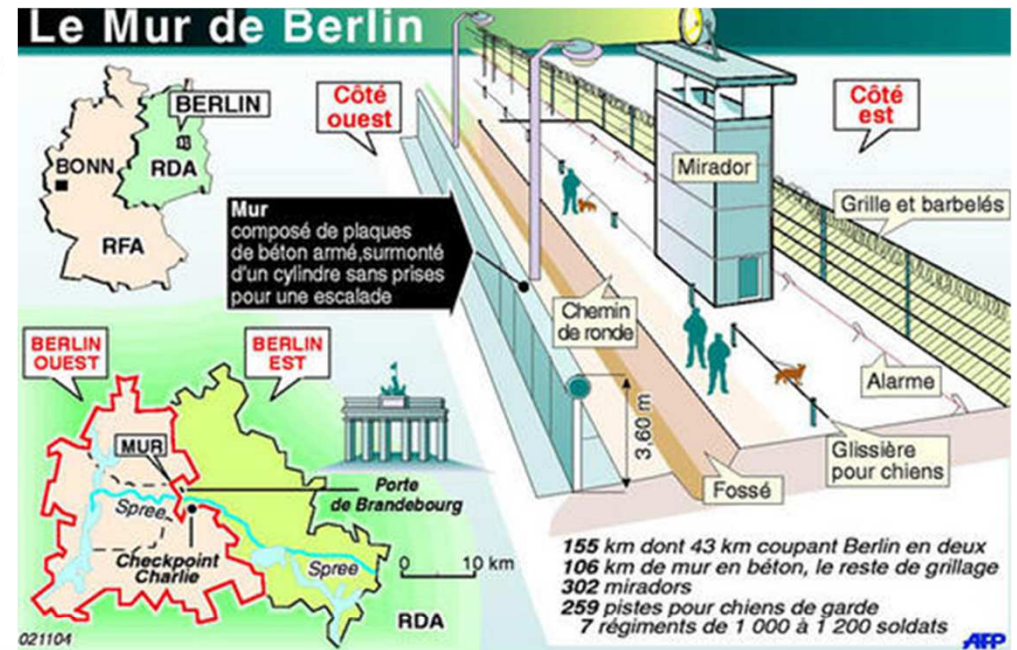 Le Mur de Berlin
BERLIN
BONN
RDA
RFA
Côté
ouest
Côté
est
Mirador
Grille et barbelés
Mur
composé de plaques
de béton armé,surmonté
d'un cylindre sans prises
pour une escalade
Chemin
de ronde
Alarme
Glissière
pour chiens
3,60 m
Fossé
BERLIN
OUEST
BERLIN
EST
MUR
Spree
Porte
de Brandebourg
Checkpoint
Charlie
Spree
0 10 km
RDA
155 km dont 43 km coupant Berlin en deux
106 km de mur en béton, le reste de grillage
302 miradors
259 pistes pour chiens de garde
7 régiments de 1 000 à 1 200 soldats
021104
AFP